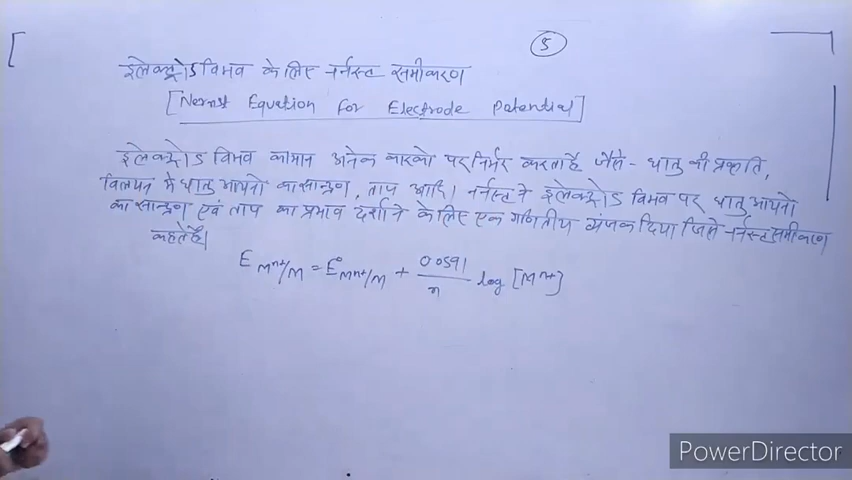 5
इलेक्ट्रोड विभव के लिए नर्नस्ट समीकरण
[Nernst Equation For Electrode Potential]
इलेक्ट्रोड विभव का मान अनेक कारकों पर निर्भर करता है जैसे - धातु की प्रकृति,
विलयन में धातु आयनों का सान्द्रण, ताप आदि। नर्नस्ट ने इलेक्ट्रोड विभव पर धातु आयनो
का सान्द्रण एवं ताप का प्रभाव दर्शाने के लिए एक गणितीय व्यंजक दिया जिसे नर्नस्ट समीकरण
कहते हैं।
E Mn+/M = E° Mn+/M + 0.0591/n log [Mn+]
PowerDirector